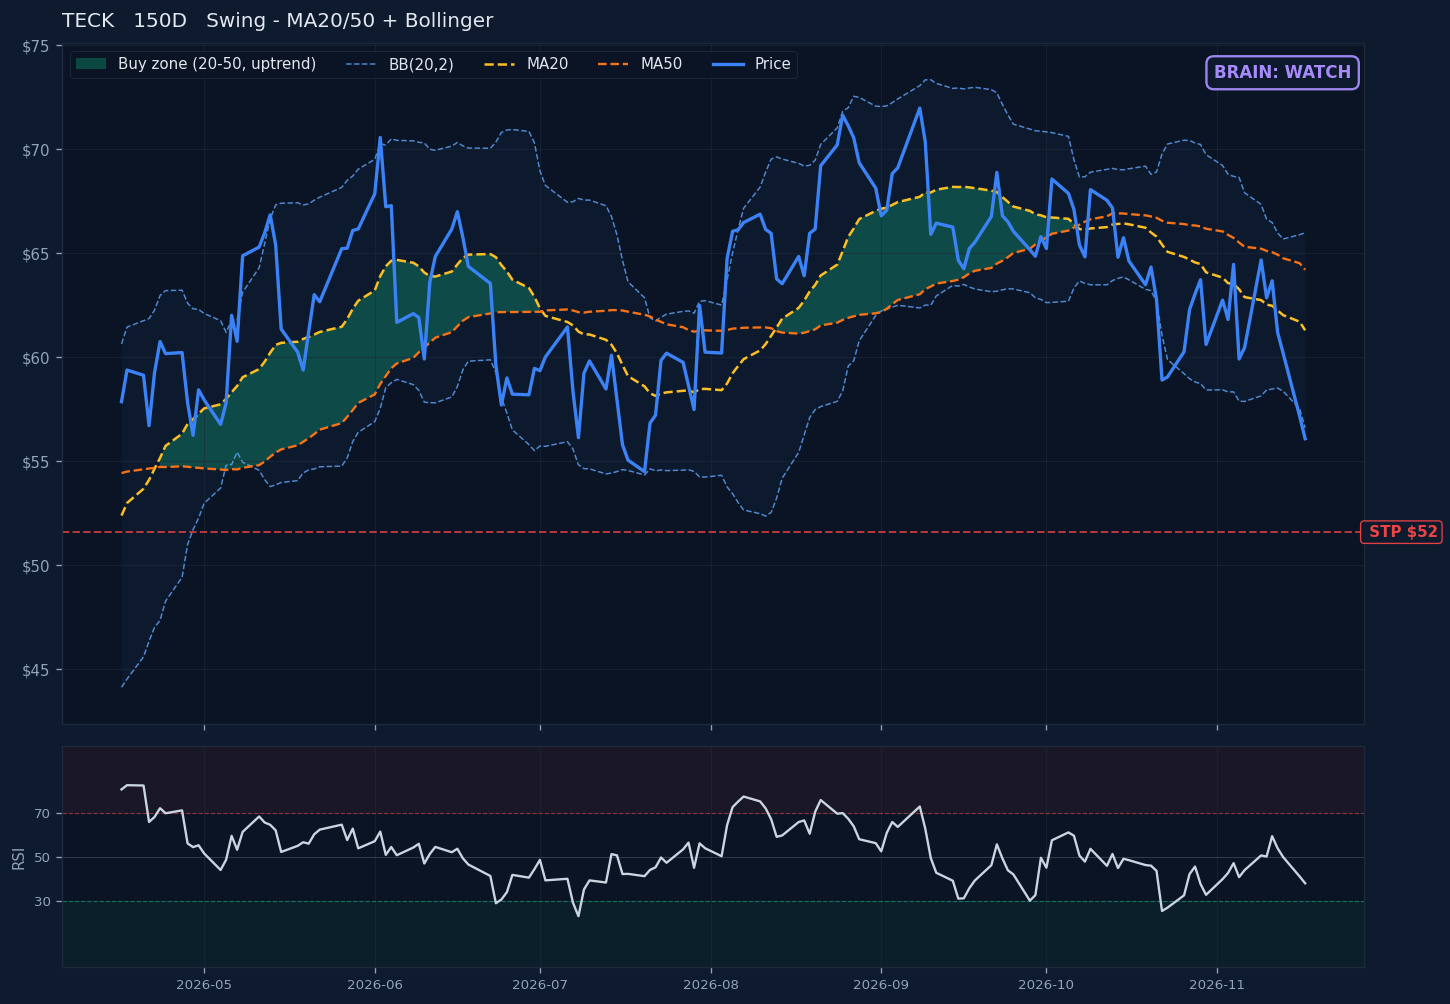 TECK 150D Swing - MA20/50 + Bollinger
Buy zone (20-50, uptrend) BB(20,2) MA20 MA50 Price
BRAIN: WATCH
$75
$70
$65
$60
$55
STP $52
$50
$45
RSI
70
50
30
2026-05 2026-06 2026-07 2026-08 2026-09 2026-10 2026-11